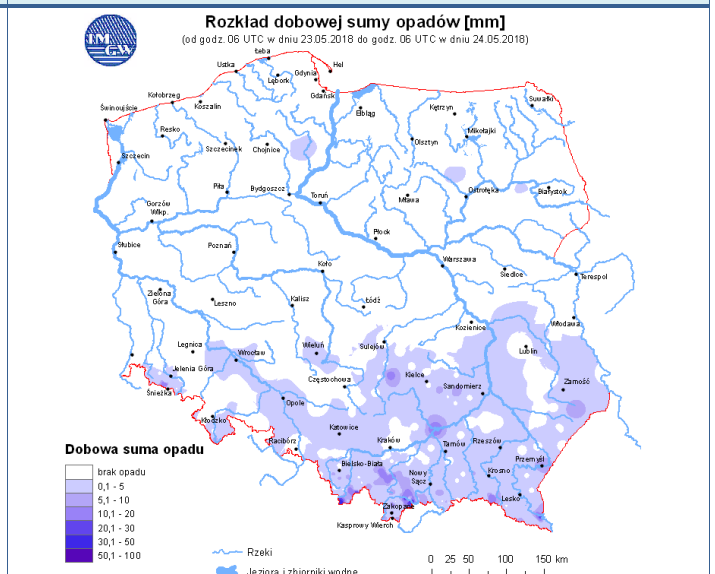 Rozkład dobowej sumy opadów [mm]
(od godz. 06 UTC w dniu 23.05.2018 do godz. 06 UTC w dniu 24.05.2018)
IM
GW
Łeba
Ustka
Hel
Lębork
Gdynia
Gdańsk
Kołobrzeg
Koszalin
Świnoujście
Elbląg
Kętrzyn
Suwałki
Resko
Mikołajki
Szczecinek
Chojnice
Olsztyn
Szczecin
Piła
Bydgoszcz
Toruń
Mława
Ostrołęka
Białystok
Gorzów
Wlkp.
Płock
Słubice
Poznań
Koło
Warszawa
Siedlce
Terespol
Zielona
Góra
Leszno
Kalisz
Łódź
Kozienice
Włodawa
Legnica
Wrocław
Wieluń
Sulejów
Lublin
Jelenia Góra
Śnieżka
Częstochowa
Kielce
Sandomierz
Zamość
Opole
Kłodzko
Katowice
Racibórz
Kraków
Tarnów
Rzeszów
Przemyśl
Bielsko-Biała
Nowy
Sącz
Krosno
Lesko
Zakopane
Kasprowy Wierch
Dobowa suma opadu
brak opadu
0,1 - 5
5,1 - 10
10,1 - 20
20,1 - 30
30,1 - 50
50,1 - 100
Rzeki
Jeziora i zbiorniki wodne
0 25 50 100 150 km